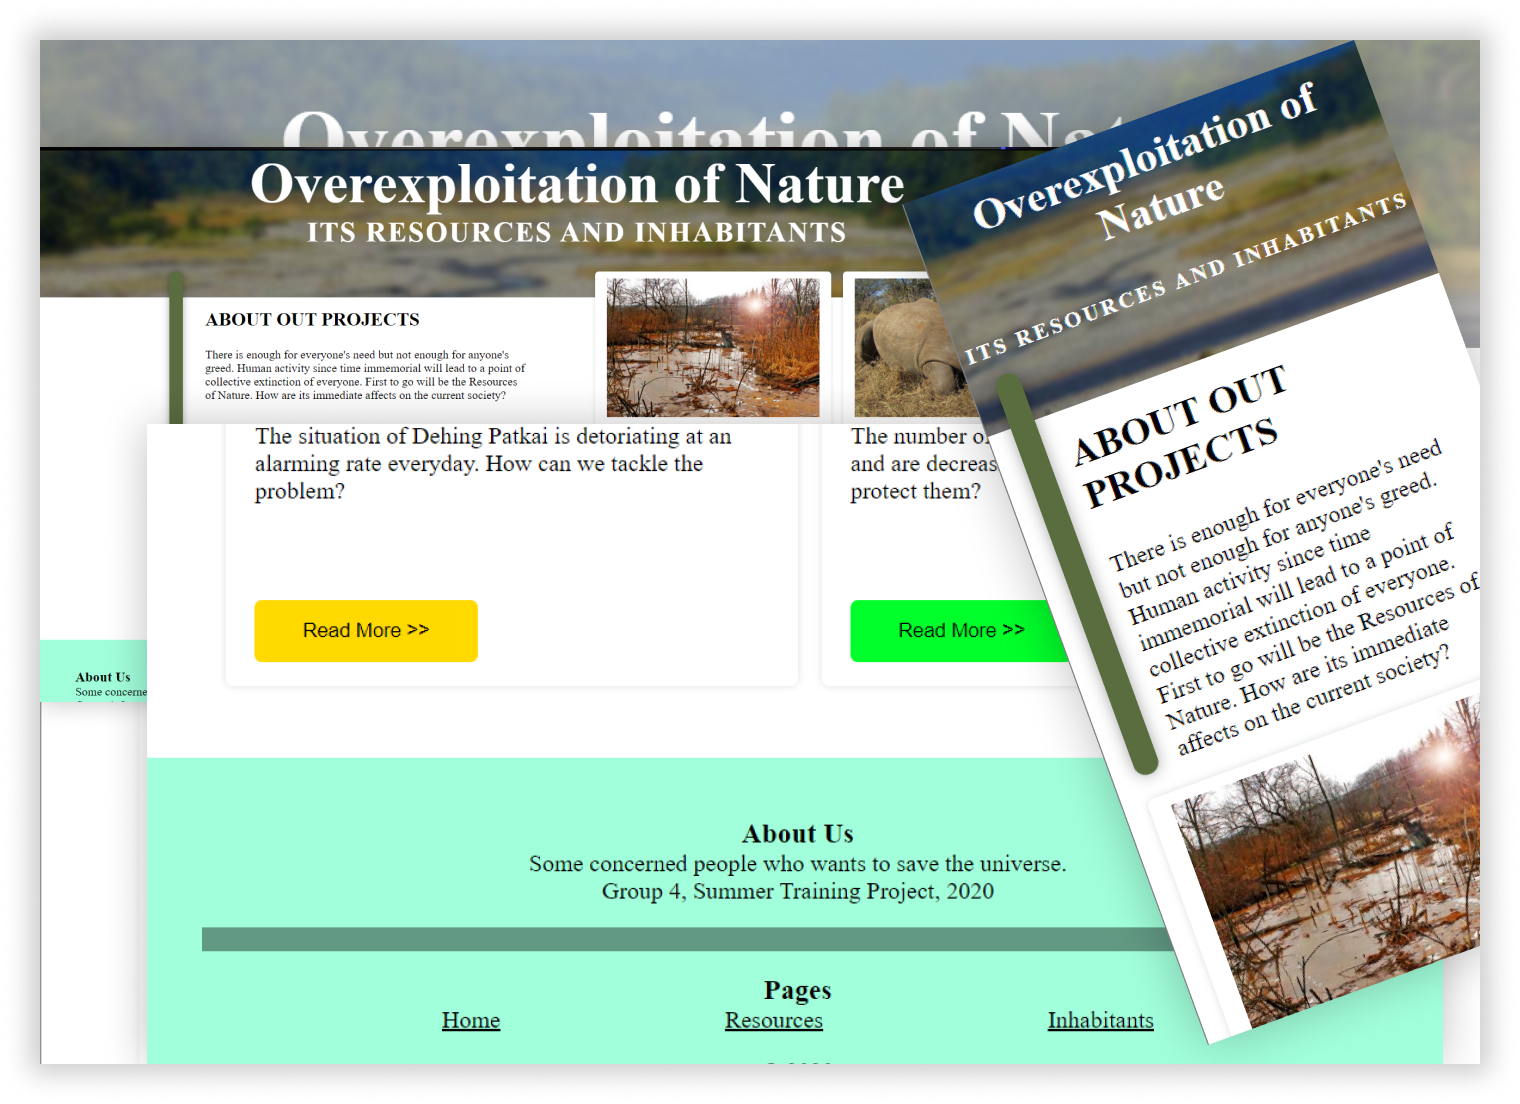 Overexploitation of
Overexploitation of Nature
ITS RESOURCES AND INHABITANTS
ABOUT OUT PROJECTS
There is enough for everyone's need but not enough for anyone's
greed. Human activity since time immemorial will lead to a point of
collective extinction of everyone. First to go will be the Resources
of Nature. How are its immediate affects on the current society?
The situation of Dehing Patkai is detoriating at an
alarming rate everyday. How can we tackle the
problem?
Read More >>
The number
and are
protect them?
Read More >>
About Us
Some
About Us
Some concerned people who wants to save the universe.
Group 4, Summer Training Project, 2020
Pages
Home Resources Inhabitants
Overexploitation of
Nature
ITS RESOURCES AND INHABITANTS
ABOUT OUT
PROJECTS
There is enough for everyone's need
but not enough for anyone's greed.
Human activity since time
immemorial will lead to a point of
collective extinction of everyone.
First to go will be the Resources of
Nature. How are its immediate
affects on the current society?